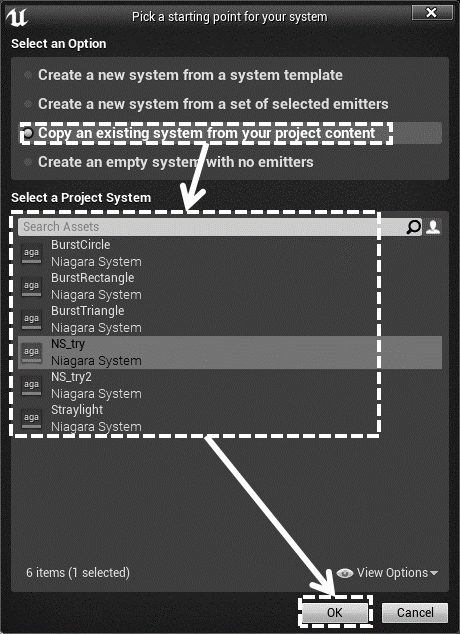 Pick a starting point for your system
Select an Option
Create a new system from a system template
Create a new system from a set of selected emitters
Copy an existing system from your project content
Create an empty system with no emitters
Select a Project System
Search Assets
aga
BurstCircle
Niagara System
aga
BurstRectangle
Niagara System
aga
BurstTriangle
Niagara System
aga
NS_try
Niagara System
aga
NS_try2
Niagara System
aga
Straylight
Niagara System
6 items (1 selected)
View Options
OK
Cancel